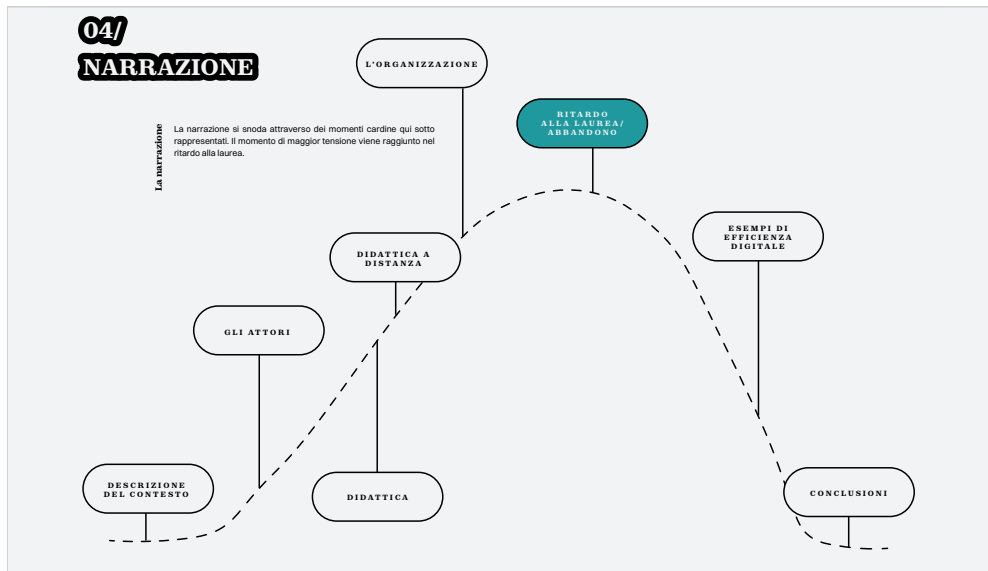 04/
NARRAZIONE
La narrazione
La narrazione si snoda attraverso dei momenti cardine qui sotto
rappresentati. Il momento di maggior tensione viene raggiunto nel
ritardo alla laurea.
L'ORGANIZZAZIONE
RITARDO
ALLA LAUREA/
ABBANDONO
ESEMPI DI
EFFICIENZA
DIGITALE
DIDATTICA A
DISTANZA
GLI ATTORI
DESCRIZIONE
DEL CONTESTO
DIDATTICA
CONCLUSIONI